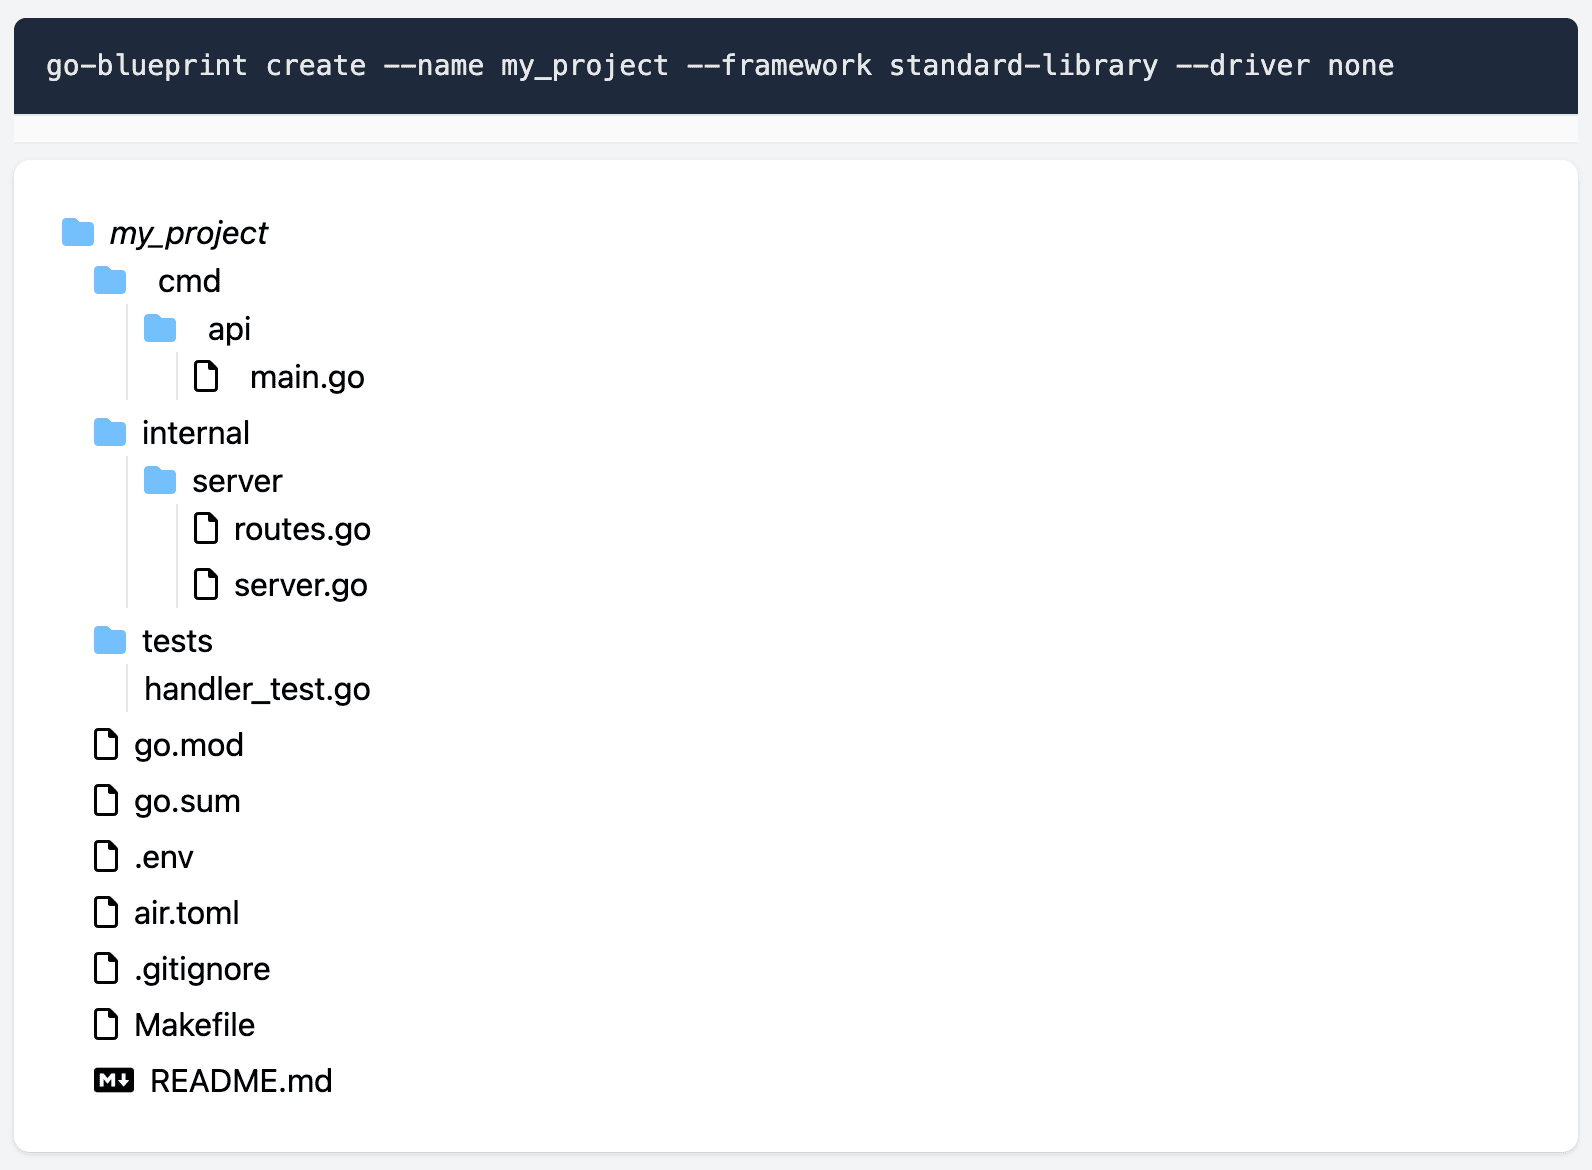 go-blueprint create --name my_project --framework standard-library --driver none
my_project
cmd
api
main.go
internal
server
routes.go
server.go
tests
handler_test.go
go.mod
go.sum
.env
air.toml
.gitignore
Makefile
M README.md